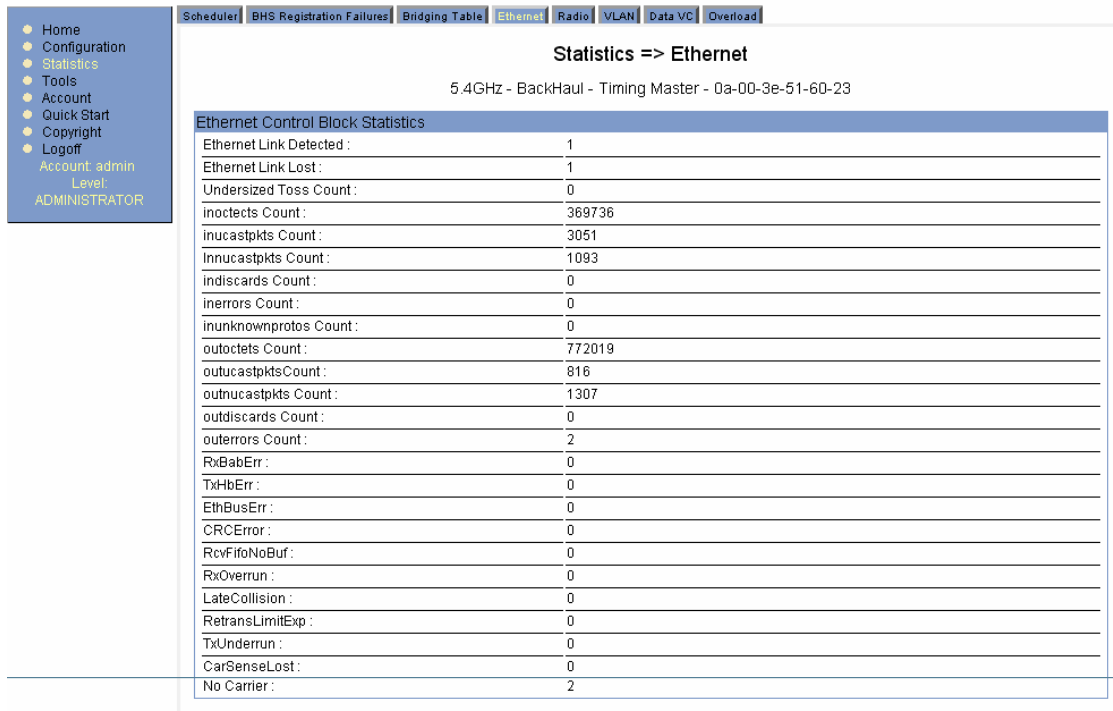 Home
Configuration
Statistics
Tools
Account
Quick Start
Copyright
Logoff
Account: admin
Level:
ADMINISTRATOR
Scheduler BHS Registration Failures Bridging Table Ethernet Radio VLAN Data VC Overload
Statistics => Ethernet
5.4GHz - BackHaul - Timing Master - 0a-00-3e-51-60-23
Ethernet Control Block Statistics
Ethernet Link Detected : 1
Ethernet Link Lost : 1
Undersized Toss Count : 0
inoctects Count : 369736
inucastpkts Count : 3051
Innucastpkts Count : 1093
indiscards Count : 0
inerrors Count : 0
inunknownprotos Count : 0
outoctets Count : 772019
outucastpktsCount : 816
outnucastpkts Count : 1307
outdiscards Count : 0
outerrors Count : 2
RxBabErr : 0
TxHbErr : 0
EthBusErr : 0
CRCError : 0
RcvFifoNoBuf : 0
RxOverrun : 0
LateCollision : 0
RetransLimitExp : 0
TxUnderrun : 0
CarSenseLost : 0
No Carrier : 2